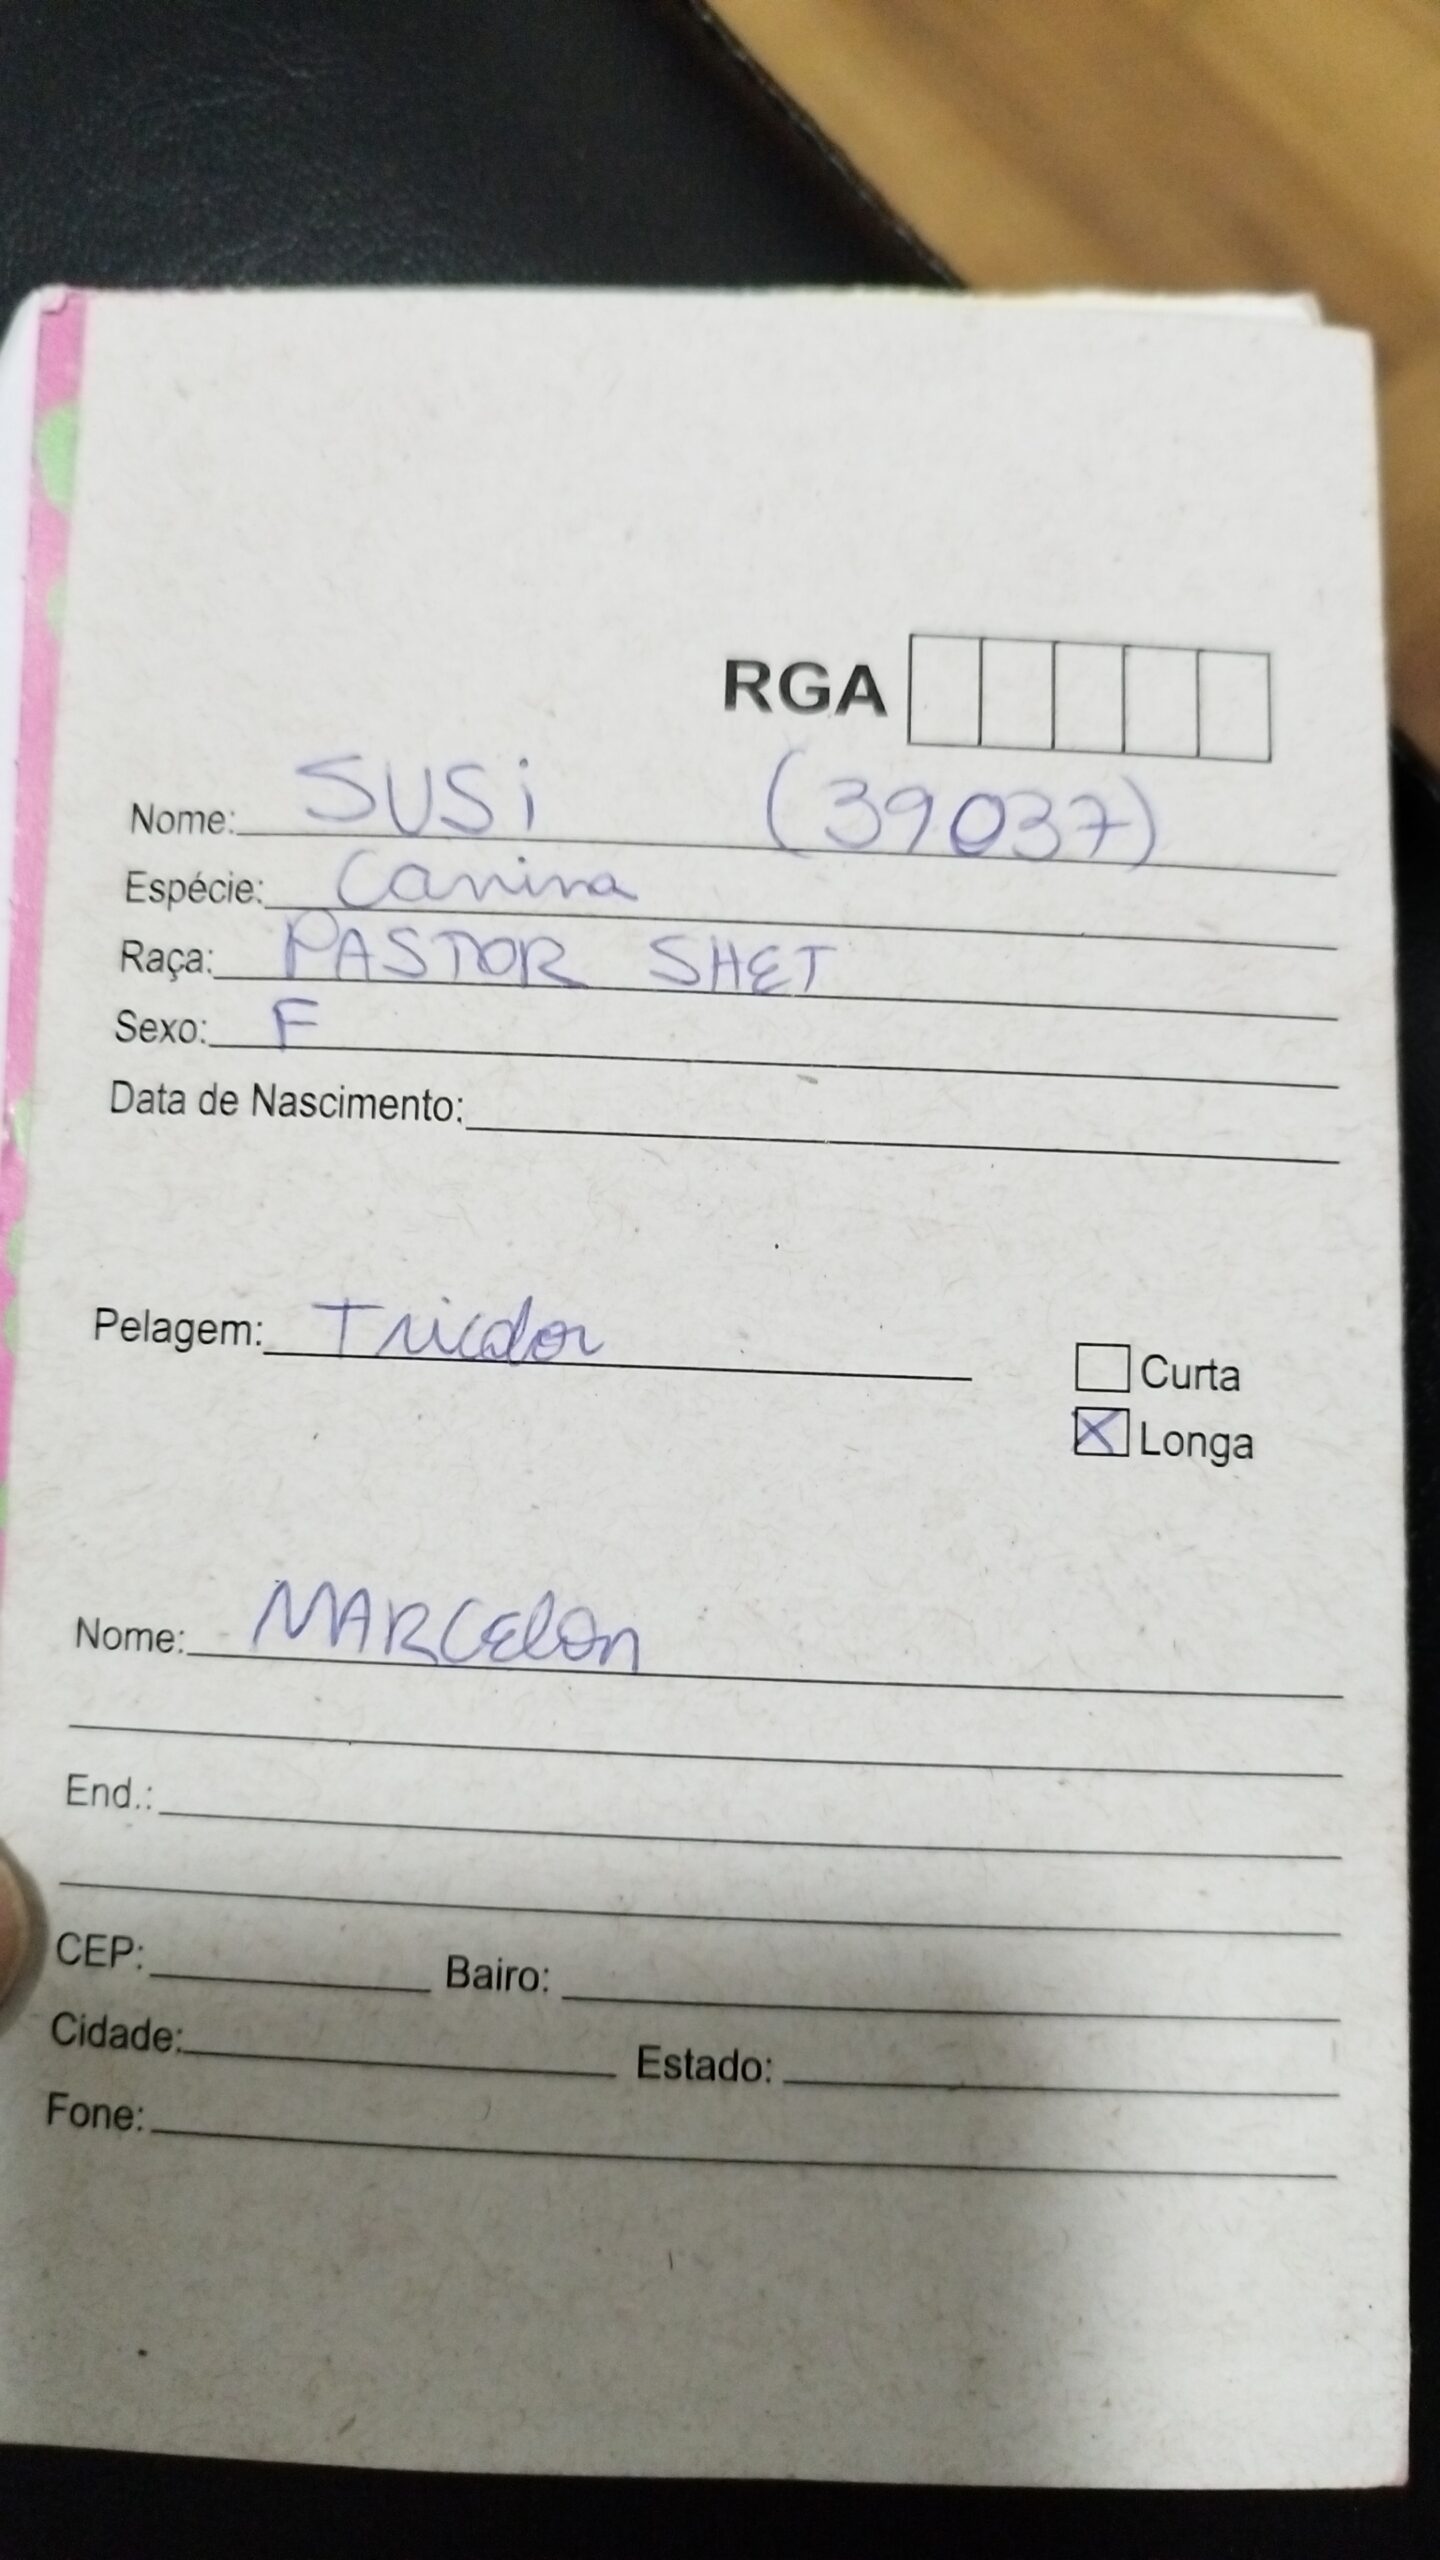 RGA
Nome: SUSi (39037)
Espécie: Canina
Raça: PASTOR SHET
Sexo: F
Data de Nascimento:
Pelagem: Tricolor
Curta
X Longa
Nome: MARCElOn
End.:
CEP: Bairo:
Cidade: Estado:
Fone: